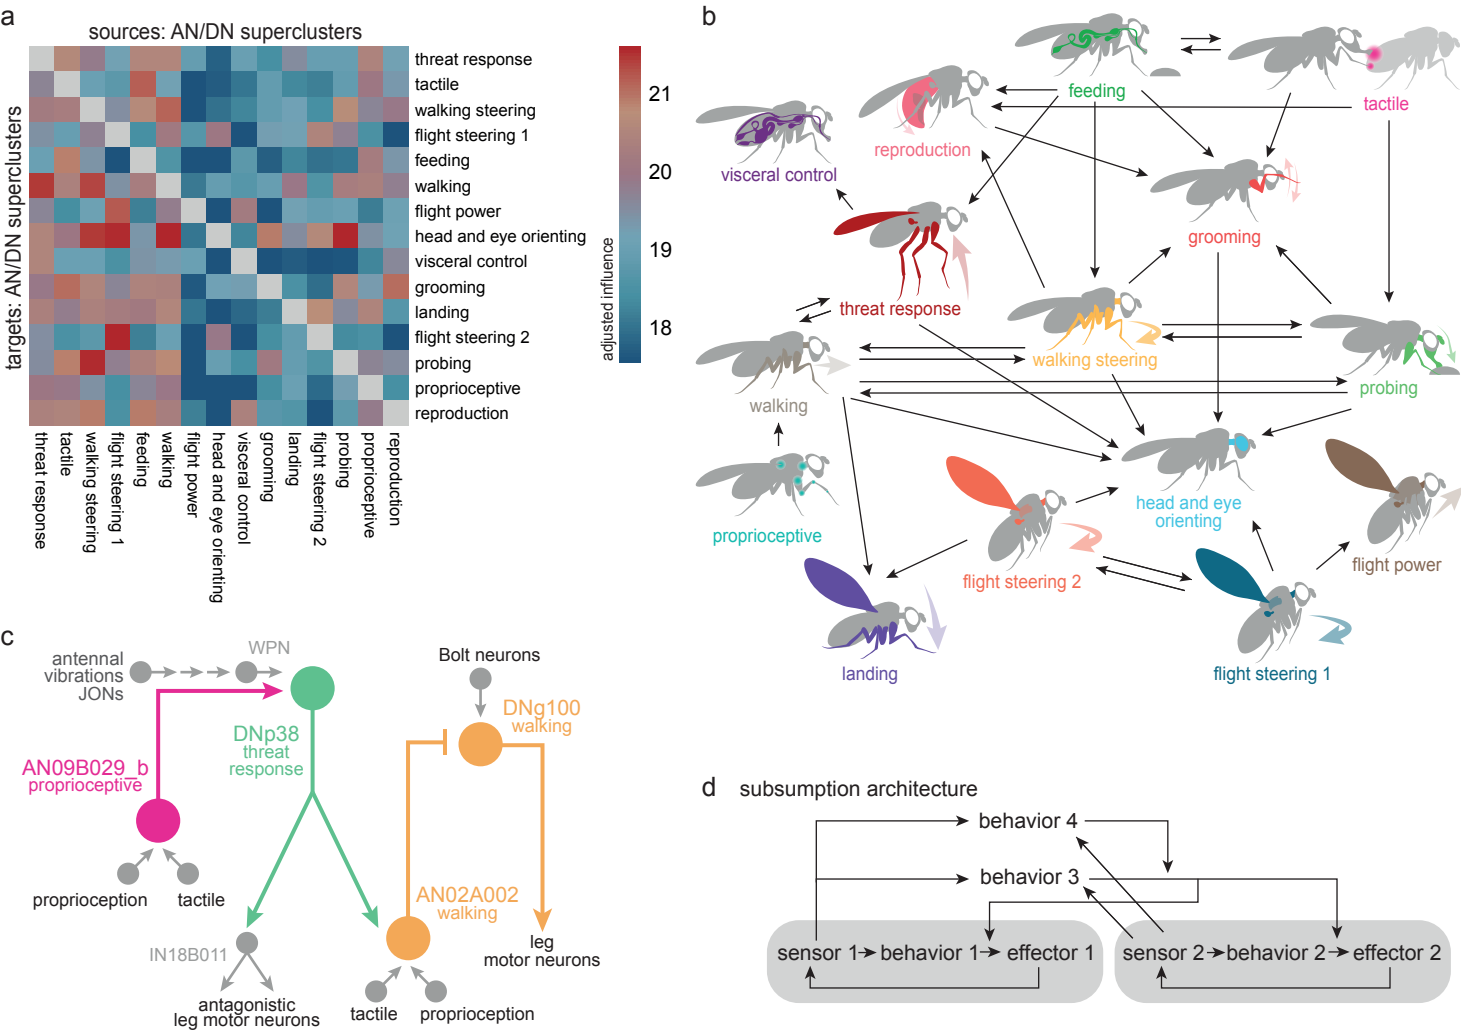 a
sources: AN/DN superclusters
targets: AN/DN superclusters
threat response
tactile
walking steering
flight steering 1
feeding
walking
flight power
head and eye orienting
visceral control
grooming
landing
flight steering 2
probing
proprioceptive
reproduction
threat response
tactile
walking steering
flight steering 1
feeding
walking
flight power
head and eye orienting
visceral control
grooming
landing
flight steering 2
probing
proprioceptive
reproduction
adjusted influence
21
20
19
18
b
feeding
tactile
reproduction
visceral control
grooming
threat response
walking steering
walking
probing
proprioceptive
head and eye
orienting
flight steering 2
flight power
landing
flight steering 1
c
antennal
vibrations
JONs
WPN
Bolt neurons
DNg100
walking
DNp38
threat
response
AN09B029_b
proprioceptive
proprioception
tactile
AN02A002
walking
IN18B011
leg
motor neurons
antagonistic
leg motor neurons
tactile
proprioception
d
subsumption architecture
behavior 4
behavior 3
sensor 1
behavior 1
effector 1
sensor 2
behavior 2
effector 2